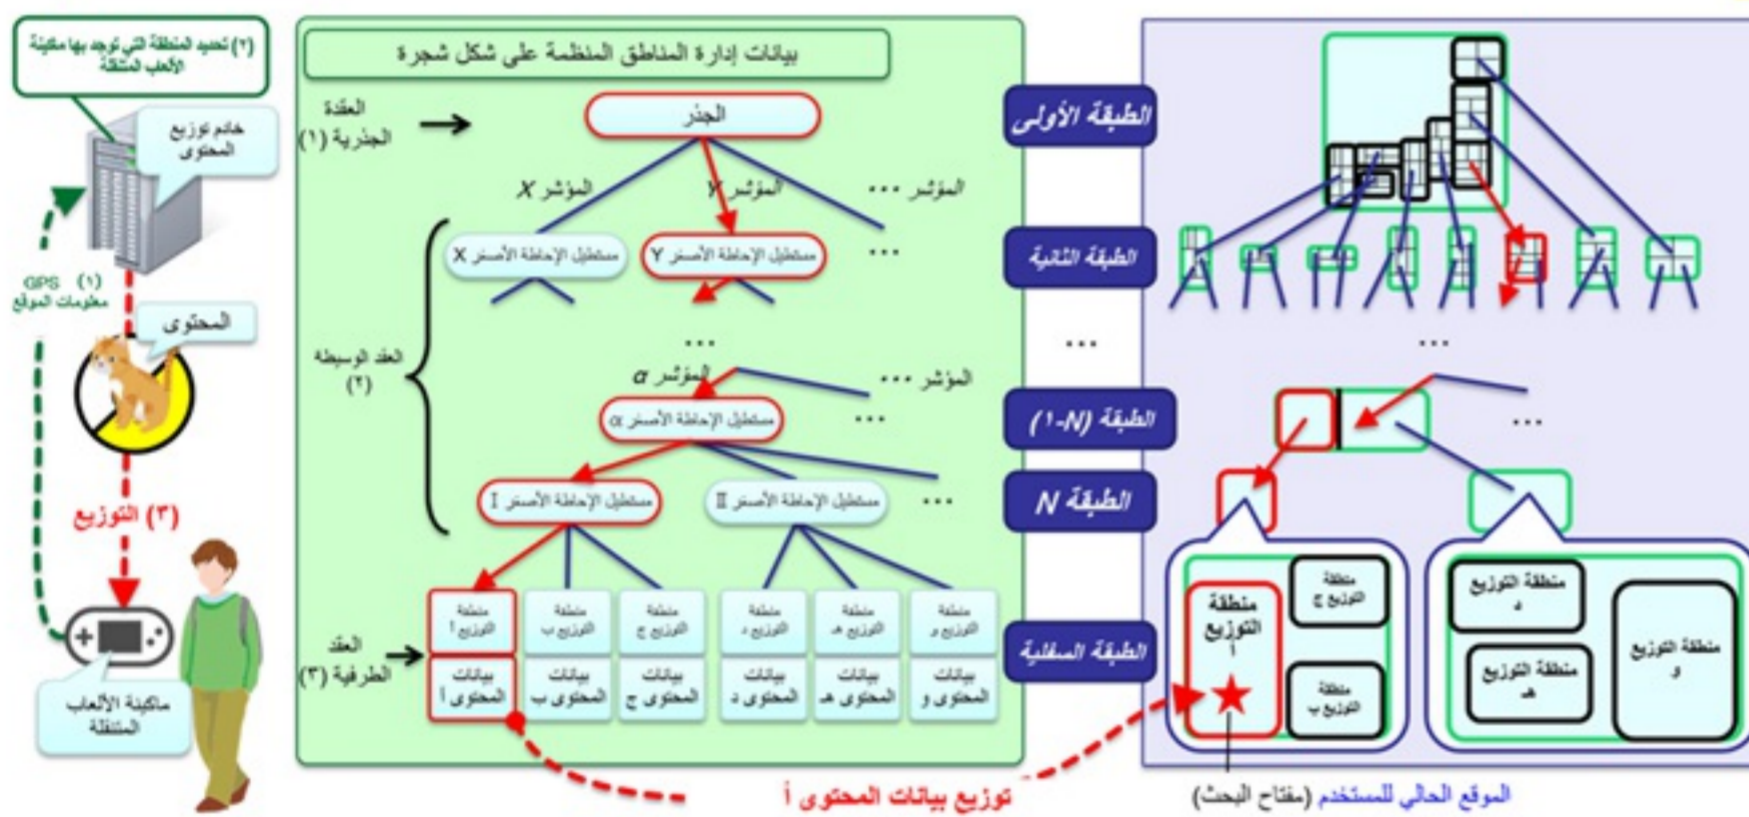 (٢) تحديد المنطقة التي توجد بها مكينة
الألعاب المتنقلة
خادم توزيع
المحتوى
GPS (١)
معلومات الموقع
المحتوى
(٣) التوزيع
ماكينة الألعاب
المتنقلة
بيانات إدارة المناطق المنظمة على شكل شجرة
العقدة
الجذرية (١)
الجذر
المؤشر X
المؤشر Y
المؤشر ...
مستطيل الإحاطة الأصغر X
مستطيل الإحاطة الأصغر Y
...
العقد الوسيطة
(٢)
...
المؤشر α
المؤشر ...
مستطيل الإحاطة الأصغر α
...
مستطيل الإحاطة الأصغر I
مستطيل الإحاطة الأصغر II
...
العقد
الطرفية (٣)
منطقة
التوزيع أ
منطقة
التوزيع ب
منطقة
التوزيع ج
منطقة
التوزيع د
منطقة
التوزيع هـ
منطقة
التوزيع و
بيانات
المحتوى أ
بيانات
المحتوى ب
بيانات
المحتوى ج
بيانات
المحتوى د
بيانات
المحتوى هـ
بيانات
المحتوى و
توزيع بيانات المحتوى أ
الطبقة الأولى
الطبقة الثانية
...
الطبقة (N-١)
الطبقة N
الطبقة السفلية
...
...
منطقة
التوزيع
أ
منطقة
التوزيع ج
منطقة
التوزيع ب
منطقة التوزيع
د
منطقة التوزيع
هـ
منطقة التوزيع
و
الموقع الحالي للمستخدم (مفتاح البحث)